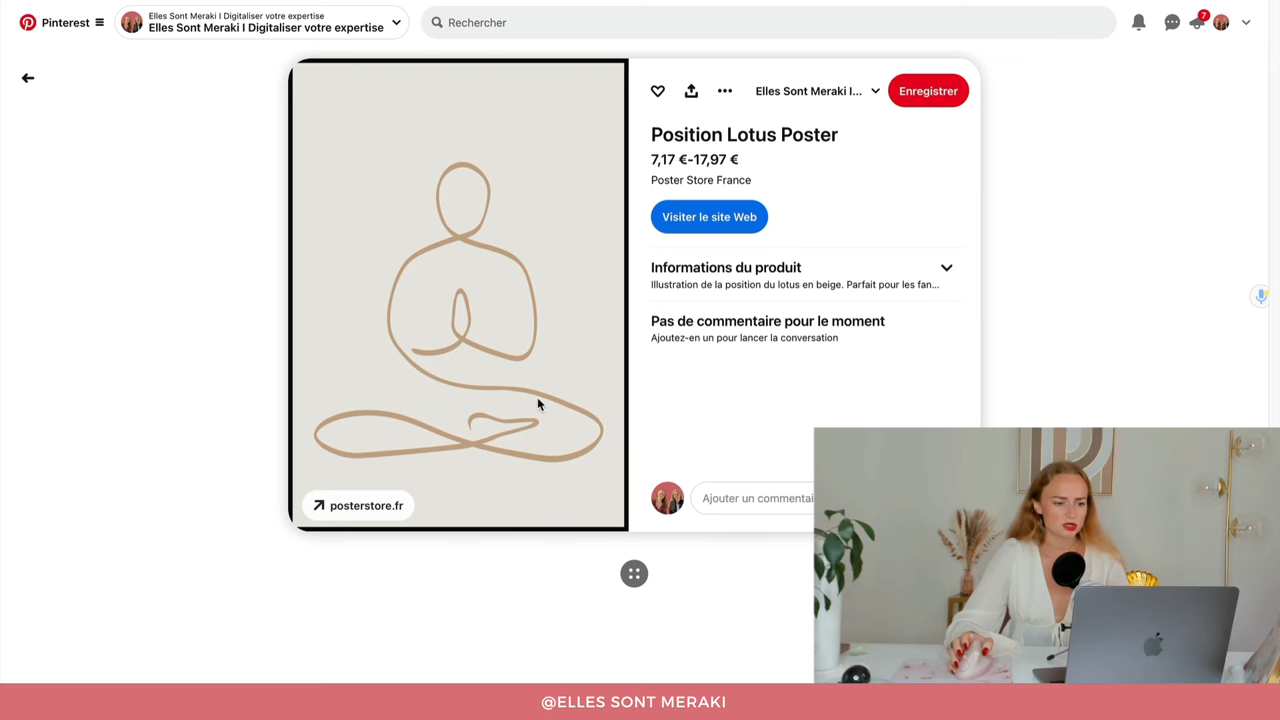 Pinterest
Elles Sont Meraki I Digitaliser votre expertise
Elles Sont Meraki I Digitaliser votre expertise
Rechercher
7
Elles Sont Meraki I...
Enregistrer
Position Lotus Poster
7,17 €-17,97 €
Poster Store France
Visiter le site Web
Informations du produit
Illustration de la position du lotus en beige. Parfait pour les fan...
Pas de commentaire pour le moment
Ajoutez-en un pour lancer la conversation
posterstore.fr
Ajouter un commentai
@ELLES SONT MERAKI